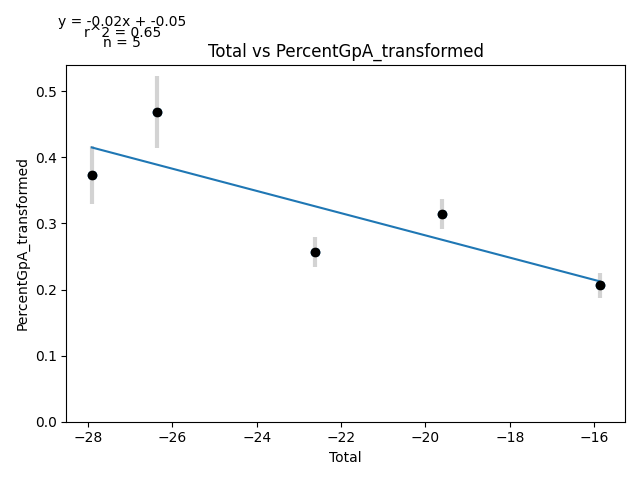 y = -0.02x + -0.05
r^2 = 0.65
n = 5
Total vs PercentGpA_transformed
PercentGpA_transformed
0.5
0.4
0.3
0.2
0.1
0.0
−28 −26 −24 −22 −20 −18 −16
Total